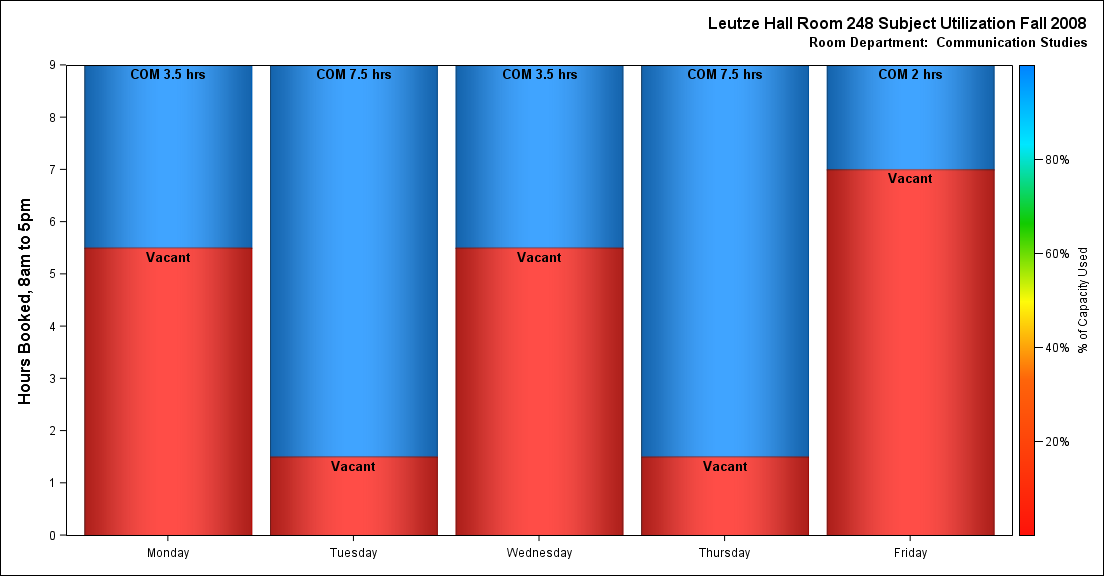 Leutze Hall Room 248 Subject Utilization Fall 2008
Room Department:  Communication Studies
Hours Booked, 8am to 5pm
9
8
7
6
5
4
3
2
1
0
COM 3.5 hrs
Vacant
COM 7.5 hrs
Vacant
COM 3.5 hrs
Vacant
COM 7.5 hrs
Vacant
COM 2 hrs
Vacant
Monday
Tuesday
Wednesday
Thursday
Friday
80%
60%
40%
20%
% of Capacity Used